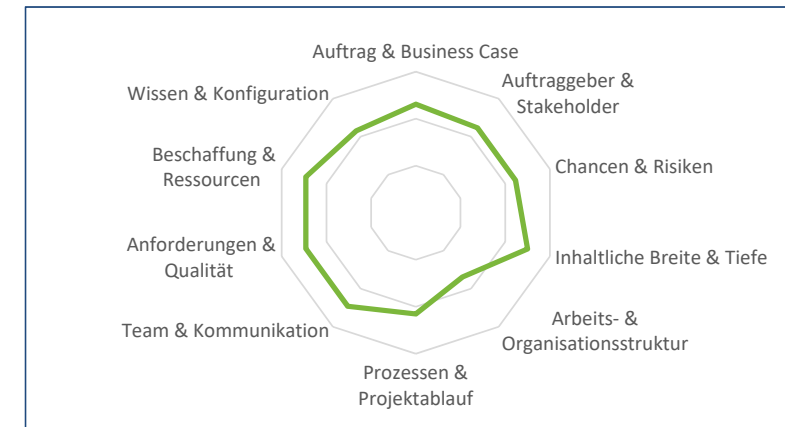 Auftrag & Business Case
Auftraggeber &
Stakeholder
Chancen & Risiken
Inhaltliche Breite & Tiefe
Arbeits- &
Organisationsstruktur
Prozessen &
Projektablauf
Team & Kommunikation
Anforderungen &
Qualität
Beschaffung &
Ressourcen
Wissen & Konfiguration